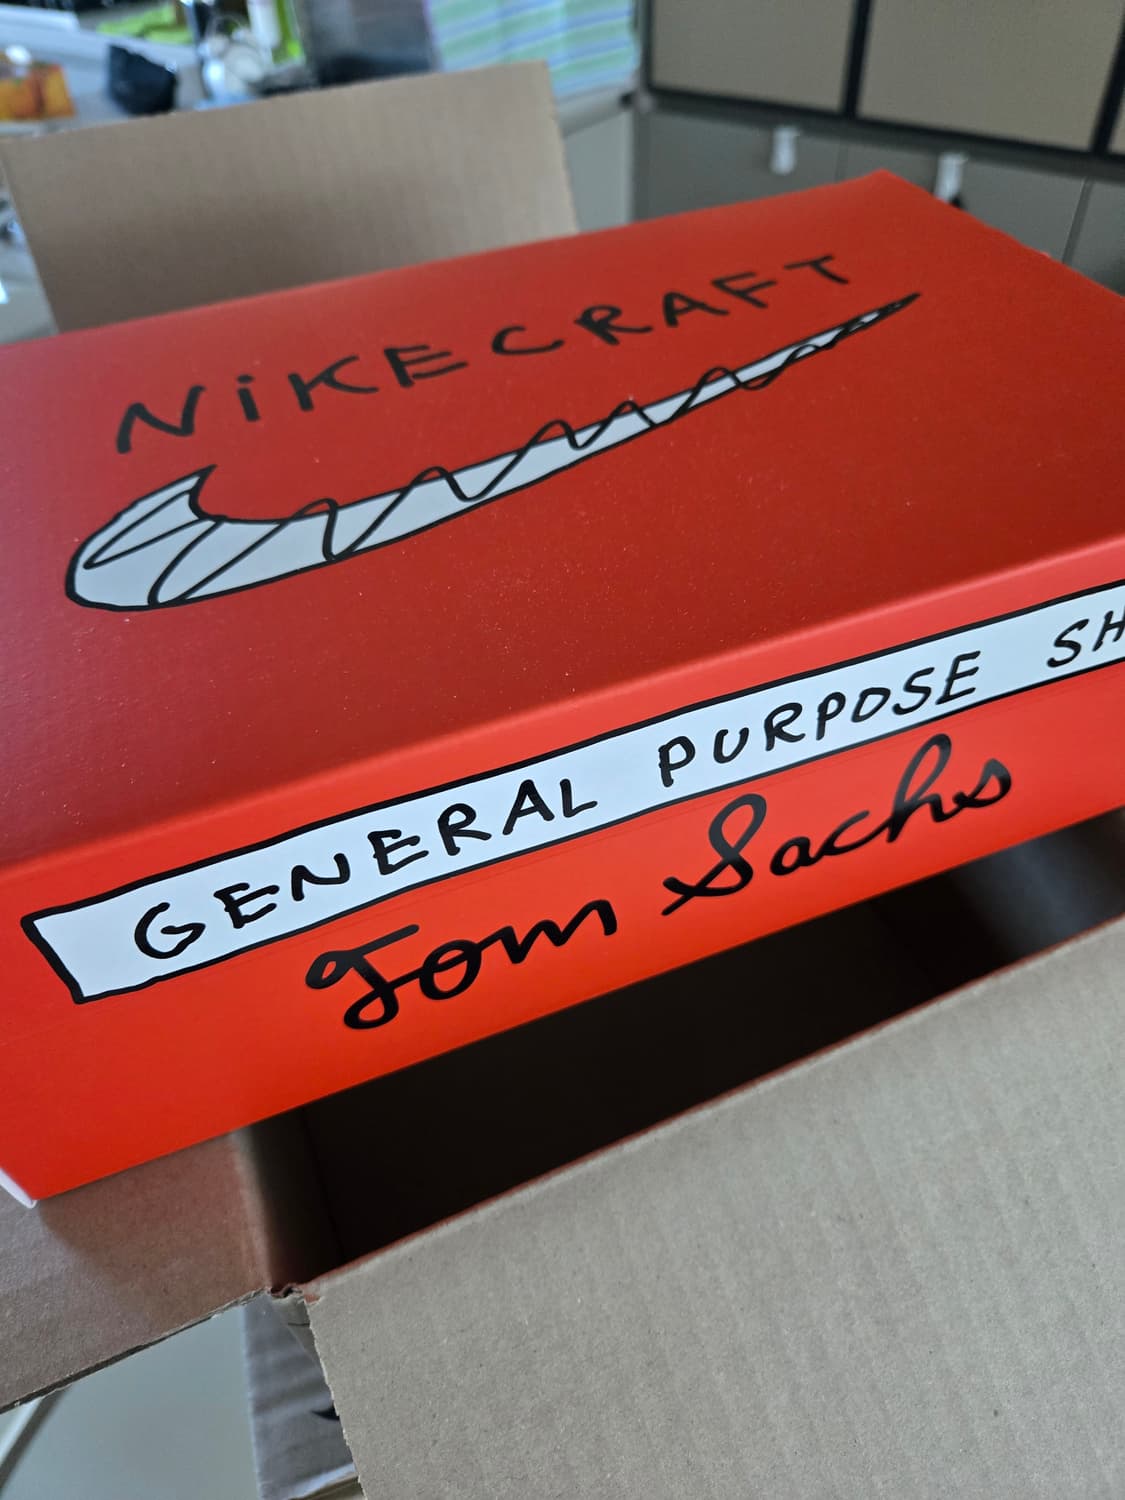 NiKECRAFT
GENERAL PURPOSE SH
Tom Sachs